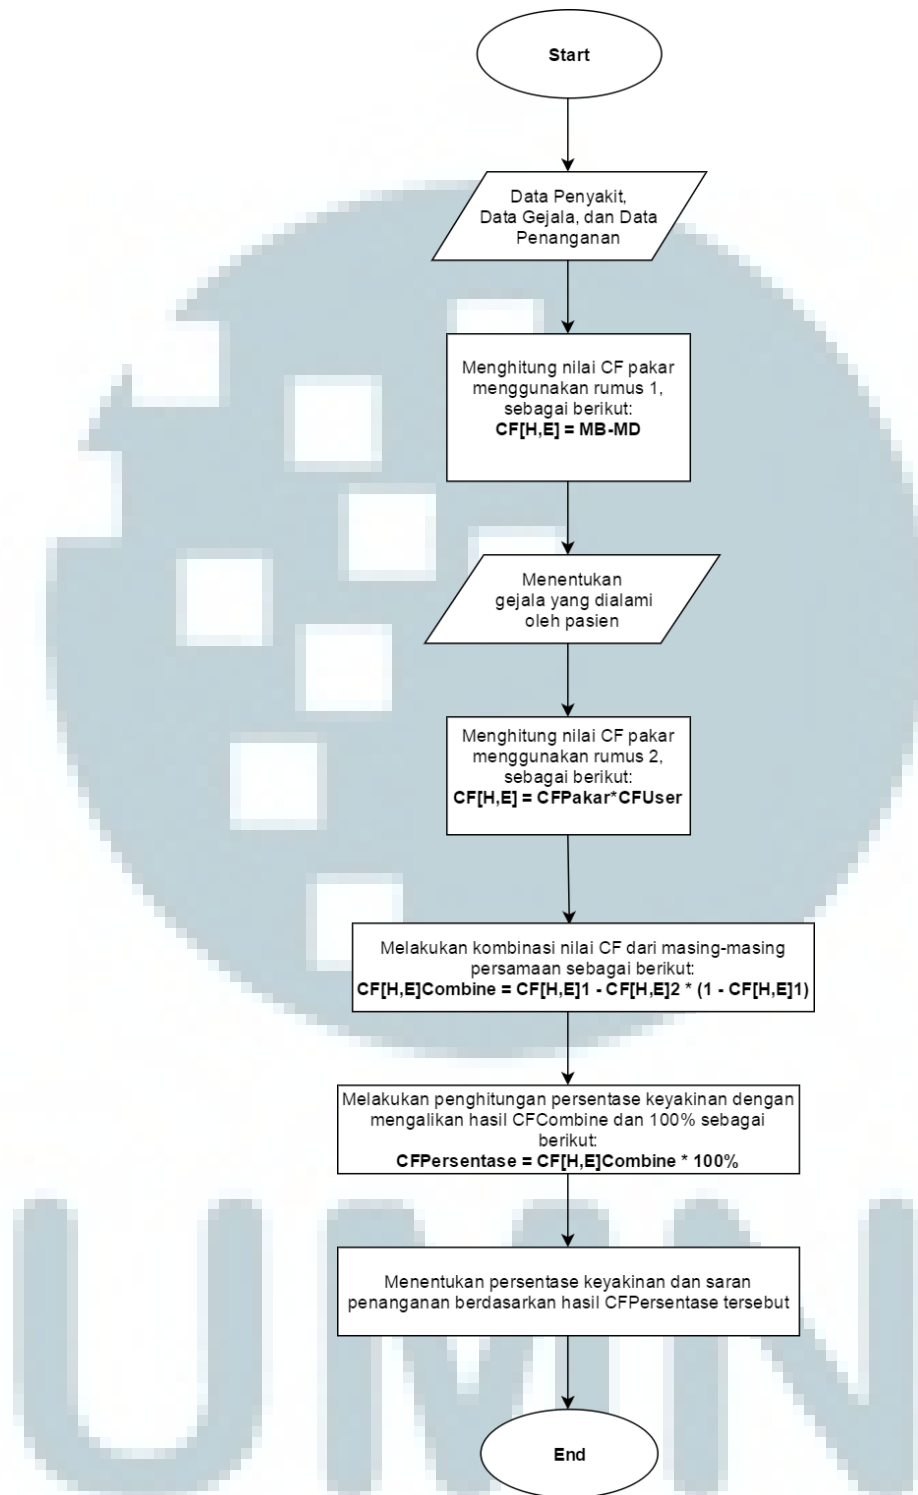 Start
Data Penyakit,
Data Gejala, dan Data
Penanganan
Menghitung nilai CF pakar
menggunakan rumus 1,
sebagai berikut:
CF[H,E] = MB-MD
Menentukan
gejala yang dialami
oleh pasien
Menghitung nilai CF pakar
menggunakan rumus 2,
sebagai berikut:
CF[H,E] = CFPakar*CFUser
Melakukan kombinasi nilai CF dari masing-masing
persamaan sebagai berikut:
CF[H,E]Combine = CF[H,E]1 - CF[H,E]2 * (1 - CF[H,E]1)
Melakukan penghitungan persentase keyakinan dengan
mengalikan hasil CFCombine dan 100% sebagai
berikut:
CFPersentase = CF[H,E]Combine * 100%
Menentukan persentase keyakinan dan saran
penanganan berdasarkan hasil CFPersentase tersebut
End
UMN